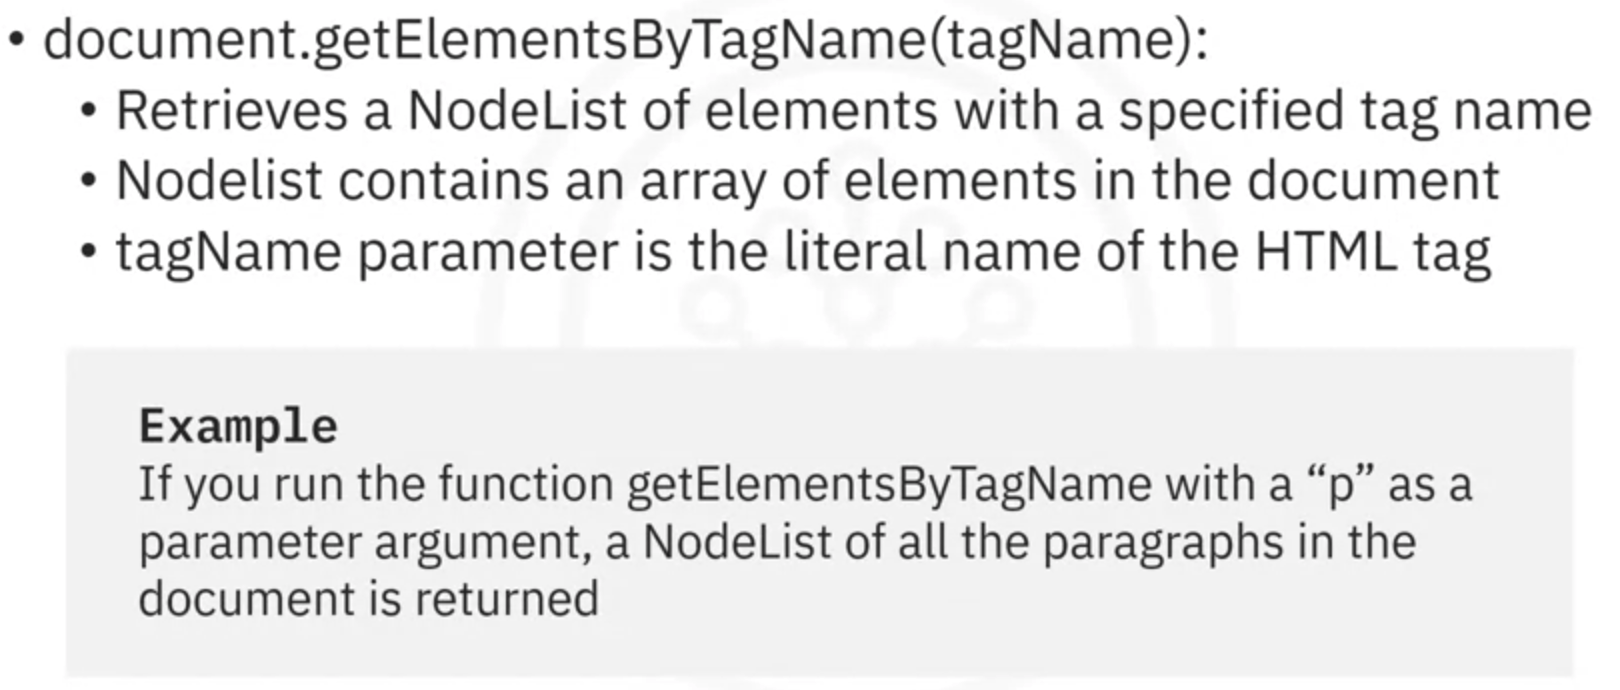 • document.getElementsByTagName(tagName):
• Retrieves a NodeList of elements with a specified tag name
• Nodelist contains an array of elements in the document
• tagName parameter is the literal name of the HTML tag
Example
If you run the function getElementsByTagName with a “p” as a
parameter argument, a NodeList of all the paragraphs in the
document is returned